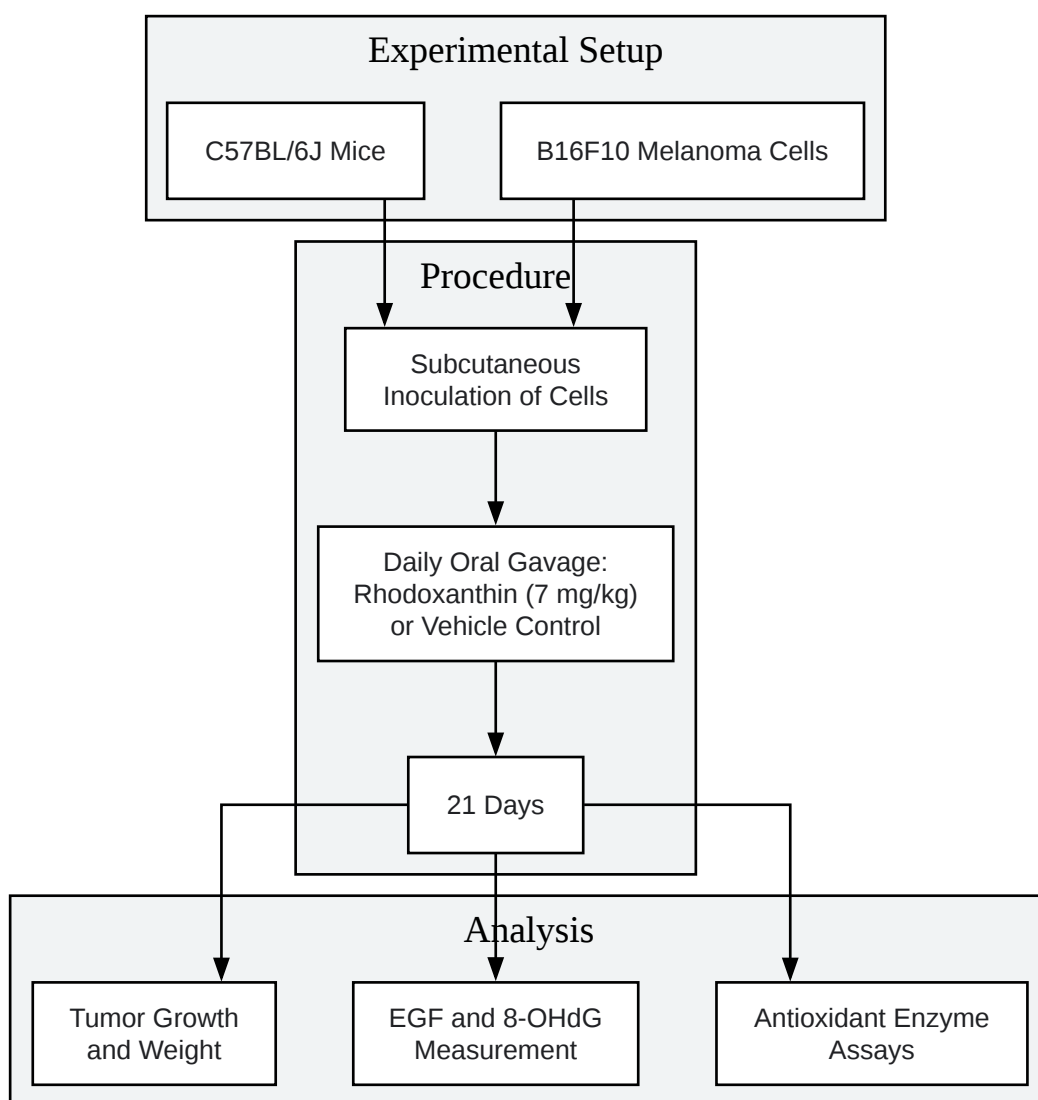 Experimental Setup
C57BL/6J Mice
B16F10 Melanoma Cells
Procedure
Subcutaneous
Inoculation of Cells
Daily Oral Gavage:
Rhodoxanthin (7 mg/kg)
or Vehicle Control
21 Days
Analysis
Tumor Growth
and Weight
EGF and 8-OHdG
Measurement
Antioxidant Enzyme
Assays